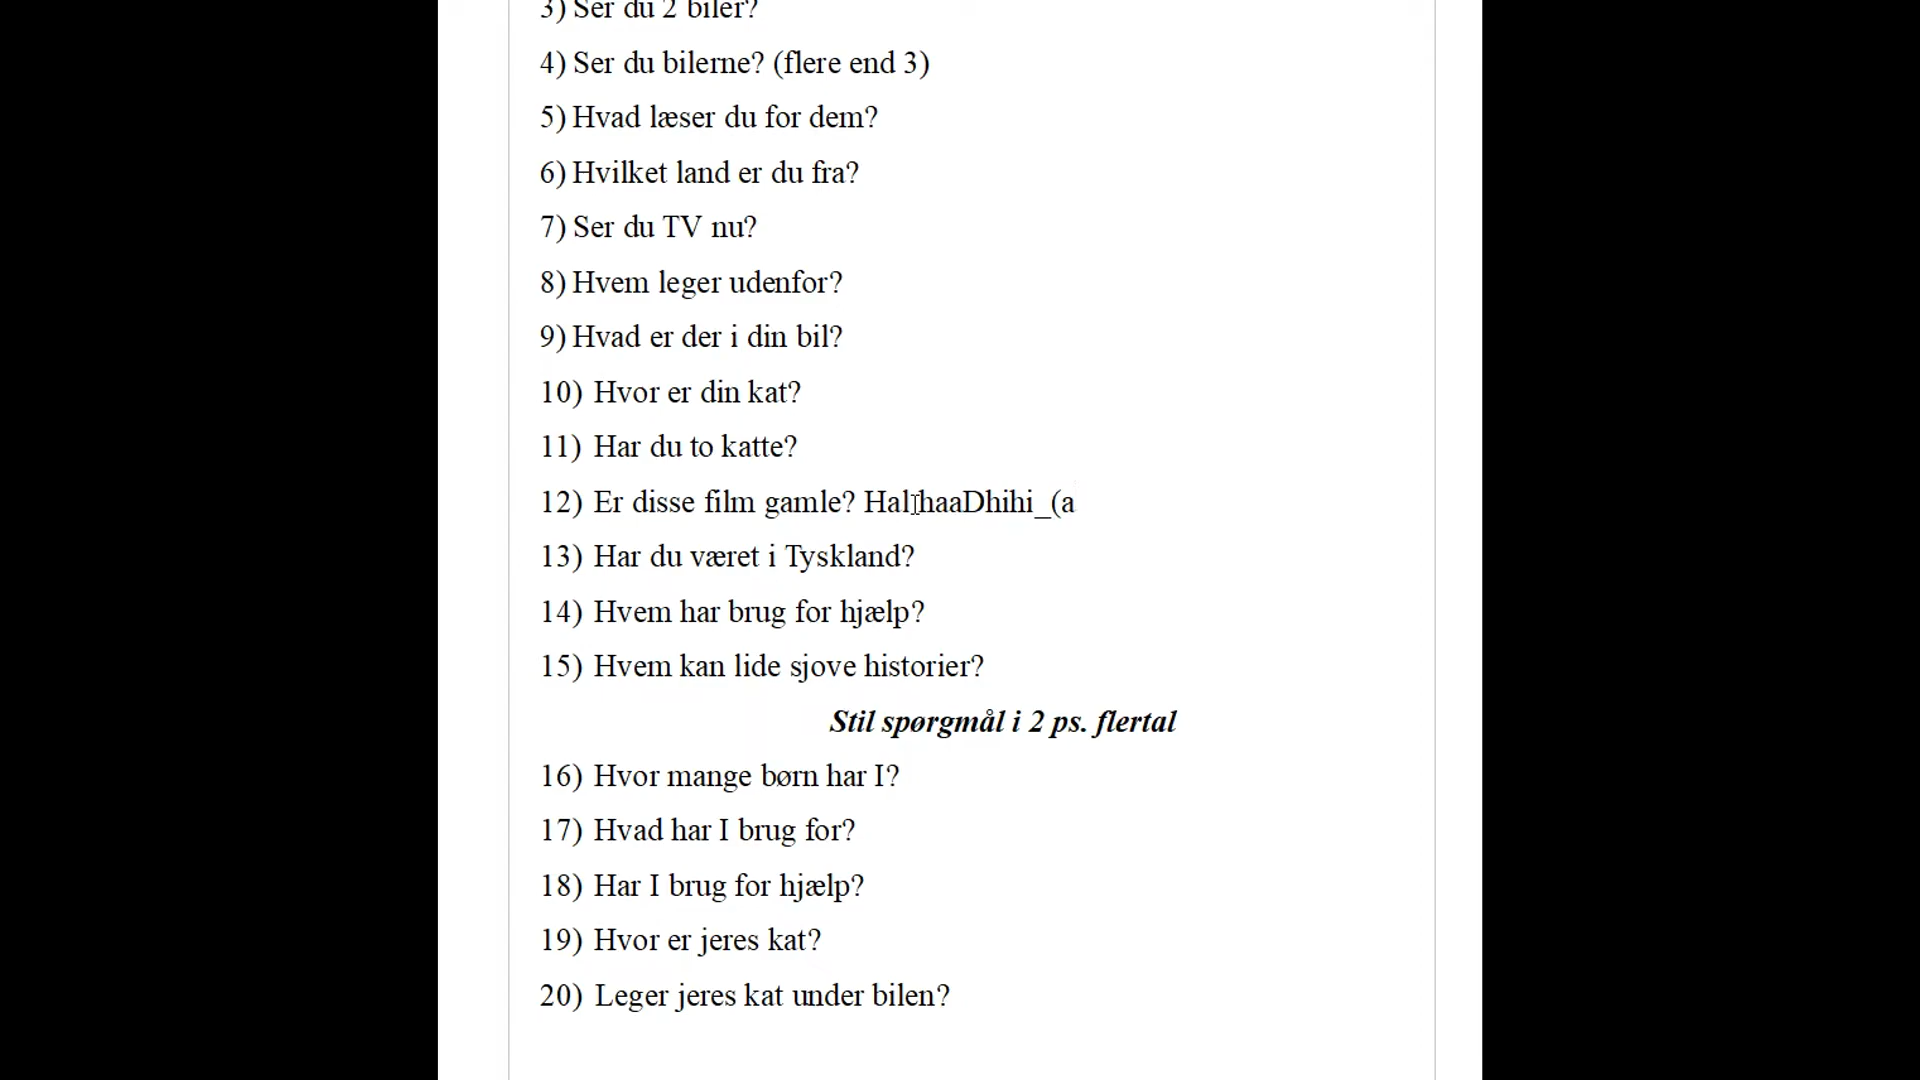 3) Ser du 2 biler?
4) Ser du bilerne? (flere end 3)
5) Hvad læser du for dem?
6) Hvilket land er du fra?
7) Ser du TV nu?
8) Hvem leger udenfor?
9) Hvad er der i din bil?
10) Hvor er din kat?
11) Har du to katte?
12) Er disse film gamle? HalhaaDhihi_(a
13) Har du været i Tyskland?
14) Hvem har brug for hjælp?
15) Hvem kan lide sjove historier?
Stil spørgmål i 2 ps. flertal
16) Hvor mange børn har I?
17) Hvad har I brug for?
18) Har I brug for hjælp?
19) Hvor er jeres kat?
20) Leger jeres kat under bilen?